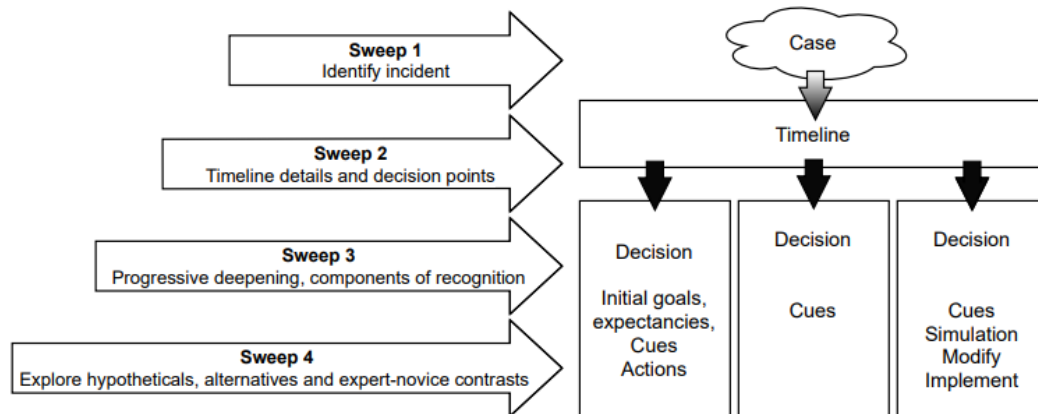 Sweep 1
Identify incident
Sweep 2
Timeline details and decision points
Sweep 3
Progressive deepening, components of recognition
Sweep 4
Explore hypotheticals, alternatives and expert-novice contrasts
Case
Timeline
Decision
Initial goals,
expectancies,
Cues
Actions
Decision
Cues
Decision
Cues
Simulation
Modify
Implement